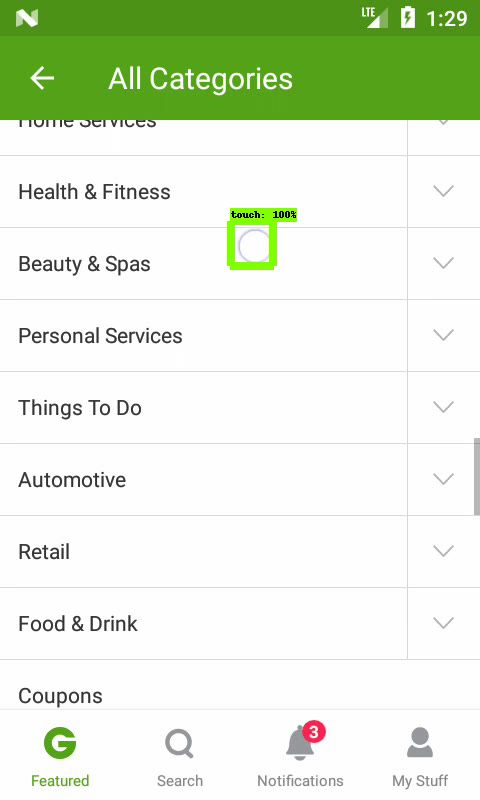 LTE
1:29
All Categories
Home Services
Health & Fitness
touch: 100%
Beauty & Spas
Personal Services
Things To Do
Automotive
Retail
Food & Drink
Coupons
3
Featured
Search
Notifications
My Stuff